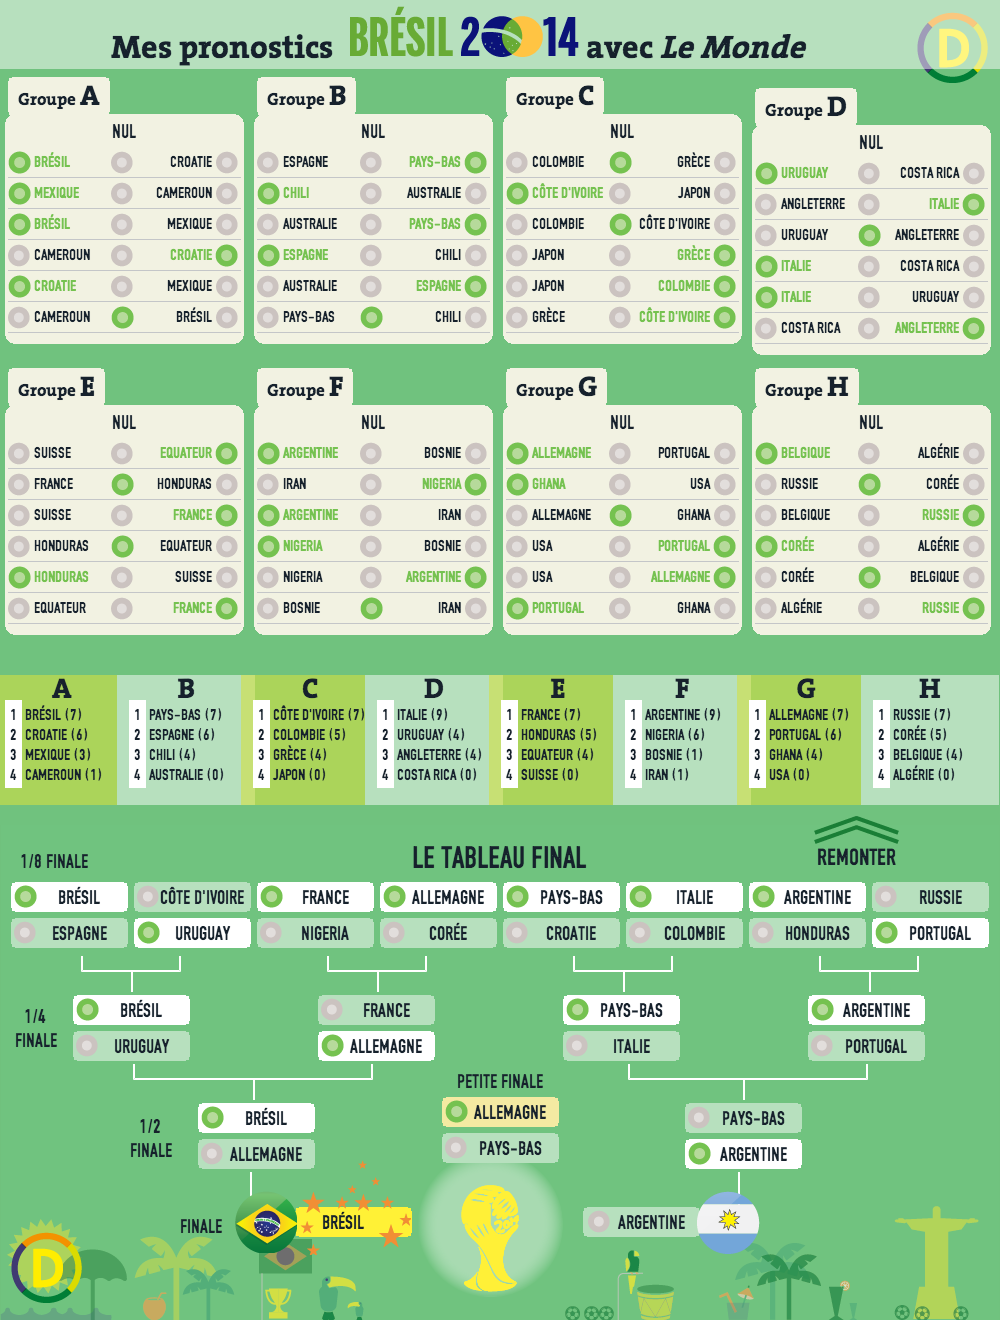 Mes pronostics BRÉSIL 2014 avec Le Monde
D
Groupe A
NUL
BRÉSIL CROATIE
MEXIQUE CAMEROUN
BRÉSIL MEXIQUE
CAMEROUN CROATIE
CROATIE MEXIQUE
CAMEROUN BRÉSIL
Groupe B
NUL
ESPAGNE PAYS-BAS
CHILI AUSTRALIE
AUSTRALIE PAYS-BAS
ESPAGNE CHILI
AUSTRALIE ESPAGNE
PAYS-BAS CHILI
Groupe C
NUL
COLOMBIE GRÈCE
CÔTE D'IVOIRE JAPON
COLOMBIE CÔTE D'IVOIRE
JAPON GRÈCE
JAPON COLOMBIE
GRÈCE CÔTE D'IVOIRE
Groupe D
NUL
URUGUAY COSTA RICA
ANGLETERRE ITALIE
URUGUAY ANGLETERRE
ITALIE COSTA RICA
ITALIE URUGUAY
COSTA RICA ANGLETERRE
Groupe E
NUL
SUISSE EQUATEUR
FRANCE HONDURAS
SUISSE FRANCE
HONDURAS EQUATEUR
HONDURAS SUISSE
EQUATEUR FRANCE
Groupe F
NUL
ARGENTINE BOSNIE
IRAN NIGERIA
ARGENTINE IRAN
NIGERIA BOSNIE
NIGERIA ARGENTINE
BOSNIE IRAN
Groupe G
NUL
ALLEMAGNE PORTUGAL
GHANA USA
ALLEMAGNE GHANA
USA PORTUGAL
USA ALLEMAGNE
PORTUGAL GHANA
Groupe H
NUL
BELGIQUE ALGÉRIE
RUSSIE CORÉE
BELGIQUE RUSSIE
CORÉE ALGÉRIE
CORÉE BELGIQUE
ALGÉRIE RUSSIE
A
1 BRÉSIL (7)
2 CROATIE (6)
3 MEXIQUE (3)
4 CAMEROUN (1)
B
1 PAYS-BAS (7)
2 ESPAGNE (6)
3 CHILI (4)
4 AUSTRALIE (0)
C
1 CÔTE D'IVOIRE (7)
2 COLOMBIE (5)
3 GRÈCE (4)
4 JAPON (0)
D
1 ITALIE (9)
2 URUGUAY (4)
3 ANGLETERRE (4)
4 COSTA RICA (0)
E
1 FRANCE (7)
2 HONDURAS (5)
3 EQUATEUR (4)
4 SUISSE (0)
F
1 ARGENTINE (9)
2 NIGERIA (6)
3 BOSNIE (1)
4 IRAN (1)
G
1 ALLEMAGNE (7)
2 PORTUGAL (6)
3 GHANA (4)
4 USA (0)
H
1 RUSSIE (7)
2 CORÉE (5)
3 BELGIQUE (4)
4 ALGÉRIE (0)
1/8 FINALE
LE TABLEAU FINAL
REMONTER
BRÉSIL CÔTE D'IVOIRE FRANCE ALLEMAGNE PAYS-BAS ITALIE ARGENTINE RUSSIE
ESPAGNE URUGUAY NIGERIA CORÉE CROATIE COLOMBIE HONDURAS PORTUGAL
1/4
FINALE
BRÉSIL FRANCE PAYS-BAS ARGENTINE
URUGUAY ALLEMAGNE ITALIE PORTUGAL
PETITE FINALE
ALLEMAGNE
PAYS-BAS
1/2
FINALE
BRÉSIL PAYS-BAS
ALLEMAGNE ARGENTINE
FINALE BRÉSIL ARGENTINE
D